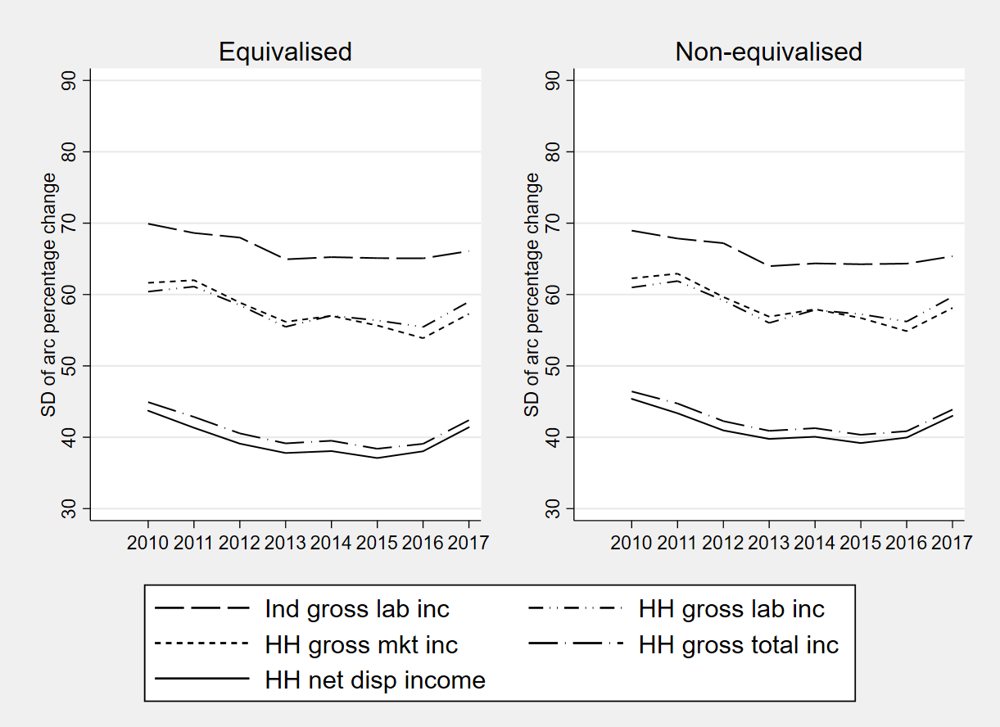 Equivalised
Non-equivalised
SD of arc percentage change
90
80
70
60
50
40
30
2010 2011 2012 2013 2014 2015 2016 2017
SD of arc percentage change
90
80
70
60
50
40
30
2010 2011 2012 2013 2014 2015 2016 2017
Ind gross lab inc
HH gross lab inc
HH gross mkt inc
HH gross total inc
HH net disp income